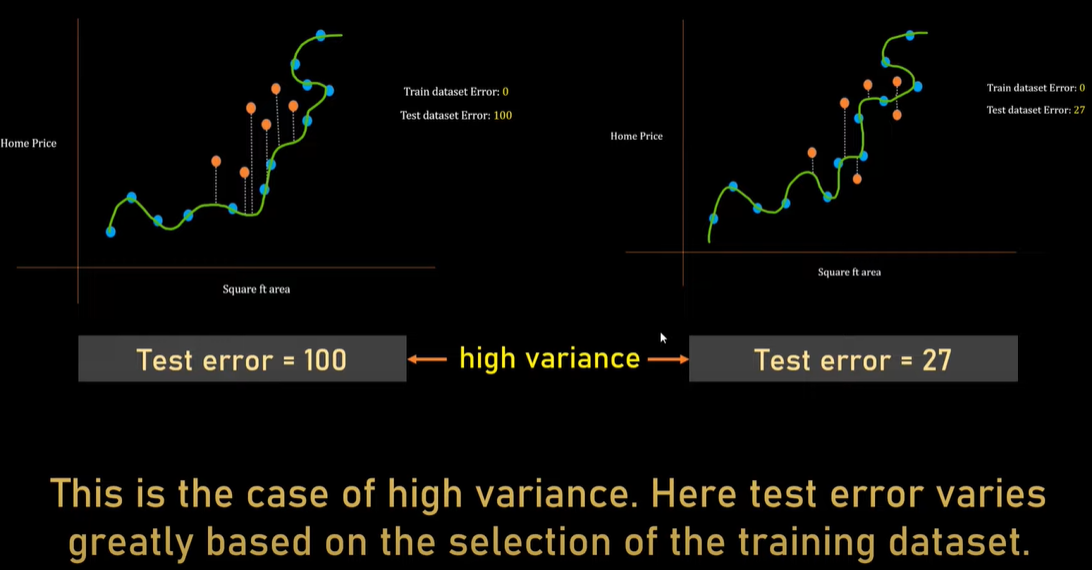 Train dataset Error: 0
Test dataset Error: 100
Home Price
Square ft area
Train dataset Error: 0
Test dataset Error: 27
Home Price
Square ft area
Test error = 100
high variance
Test error = 27
This is the case of high variance. Here test error varies
greatly based on the selection of the training dataset.